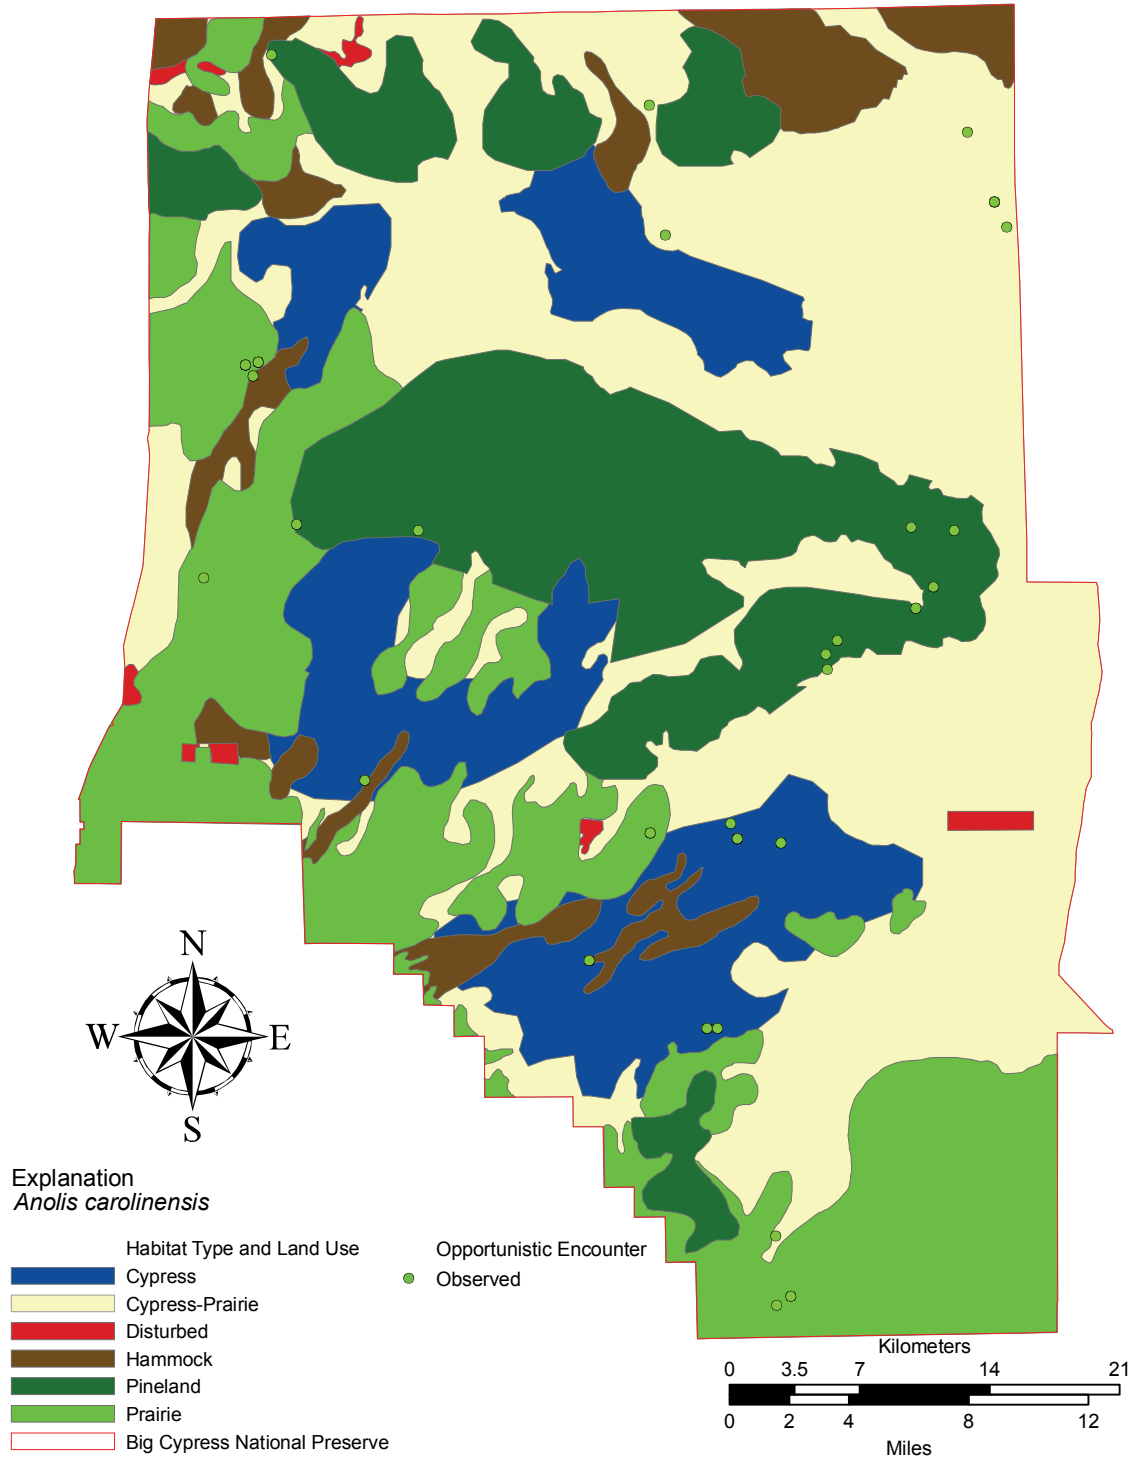 N
W
E
S
Explanation
Anolis carolinensis
Habitat Type and Land Use
Cypress
Cypress-Prairie
Disturbed
Hammock
Pineland
Prairie
Big Cypress National Preserve
Opportunistic Encounter
Observed
Kilometers
0 3.5 7 14 21
0 2 4 8 12
Miles